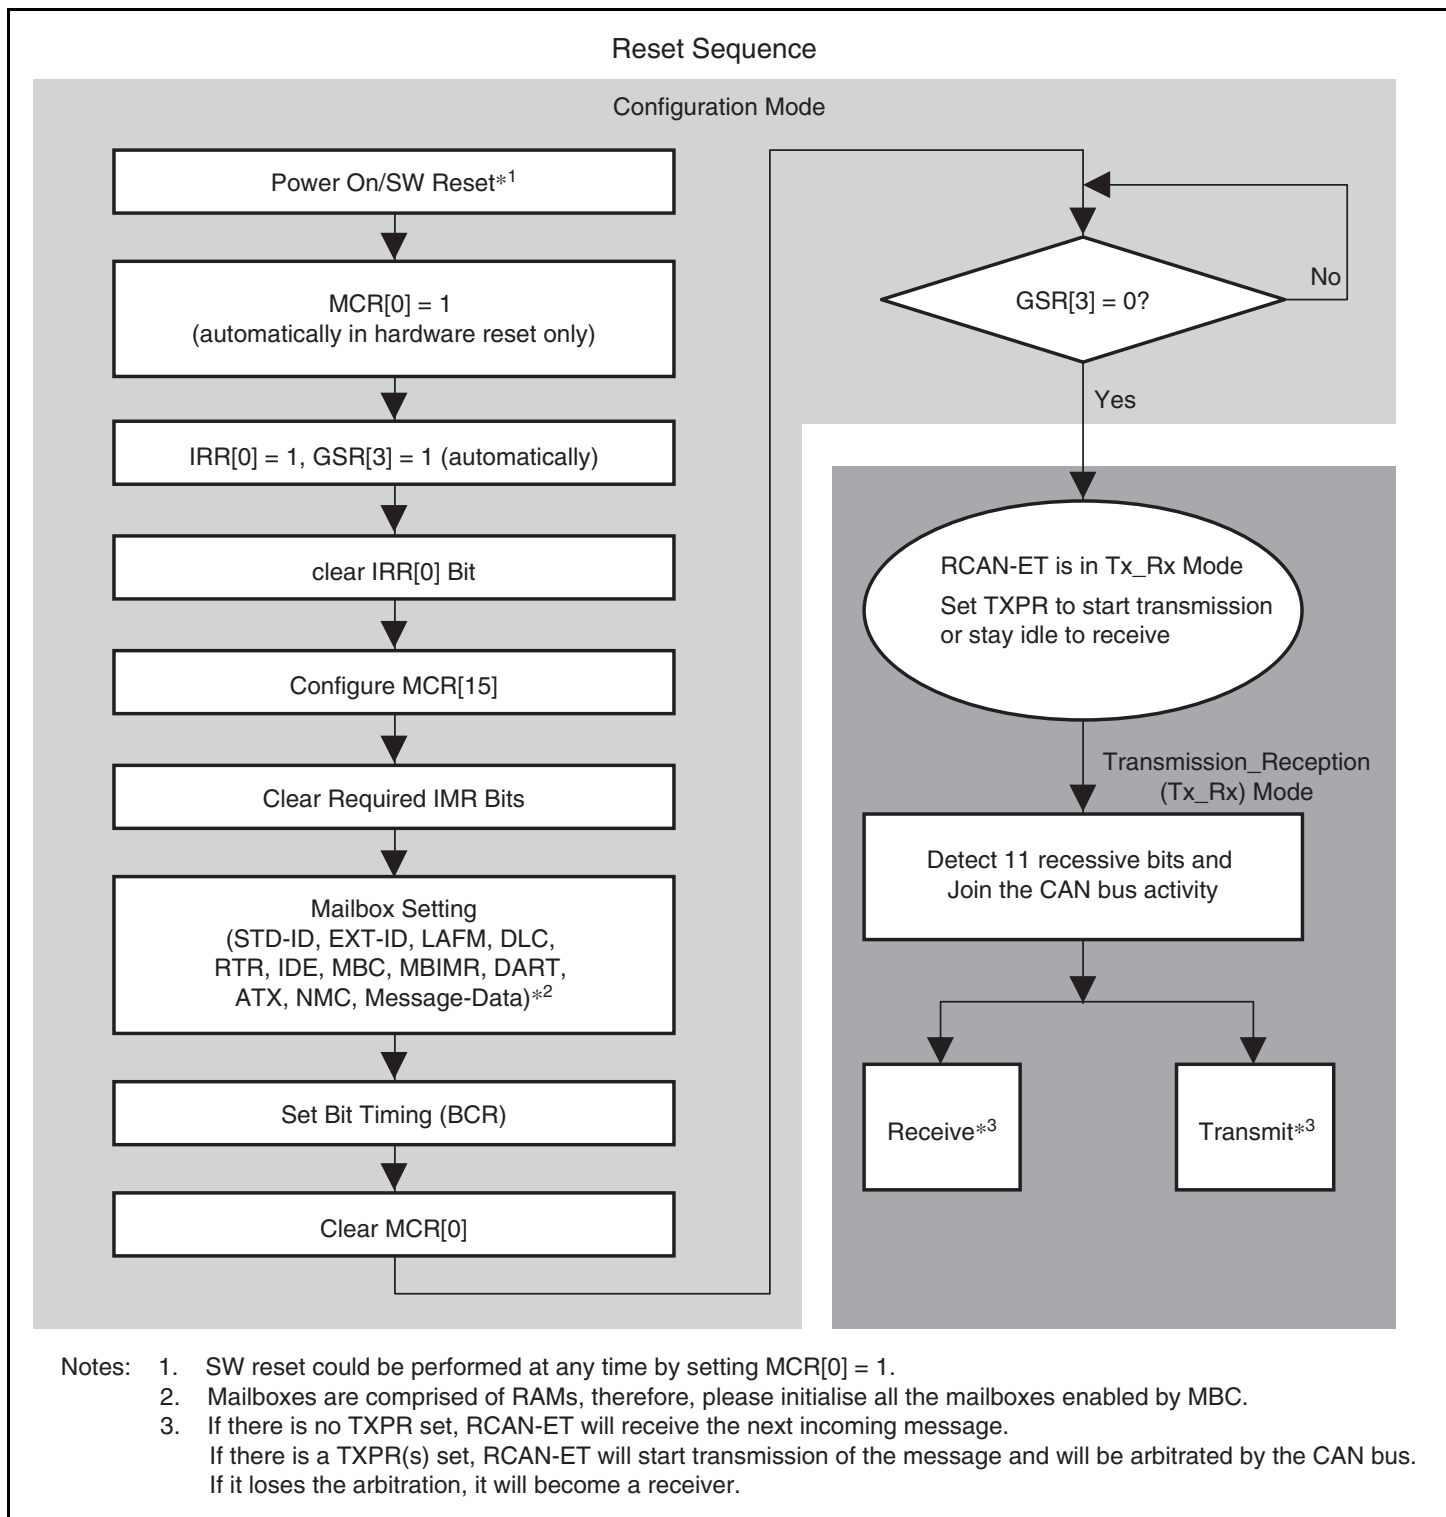 Reset Sequence
Configuration Mode
Power On/SW Reset*1
MCR[0] = 1
(automatically in hardware reset only)
IRR[0] = 1, GSR[3] = 1 (automatically)
clear IRR[0] Bit
Configure MCR[15]
Clear Required IMR Bits
Mailbox Setting
(STD-ID, EXT-ID, LAFM, DLC,
RTR, IDE, MBC, MBIMR, DART,
ATX, NMC, Message-Data)*2
Set Bit Timing (BCR)
Clear MCR[0]
GSR[3] = 0?
No
Yes
RCAN-ET is in Tx_Rx Mode
Set TXPR to start transmission
or stay idle to receive
Transmission_Reception
(Tx_Rx) Mode
Detect 11 recessive bits and
Join the CAN bus activity
Receive*3
Transmit*3
Notes: 1. SW reset could be performed at any time by setting MCR[0] = 1.
2. Mailboxes are comprised of RAMs, therefore, please initialise all the mailboxes enabled by MBC.
3. If there is no TXPR set, RCAN-ET will receive the next incoming message.
If there is a TXPR(s) set, RCAN-ET will start transmission of the message and will be arbitrated by the CAN bus.
If it loses the arbitration, it will become a receiver.